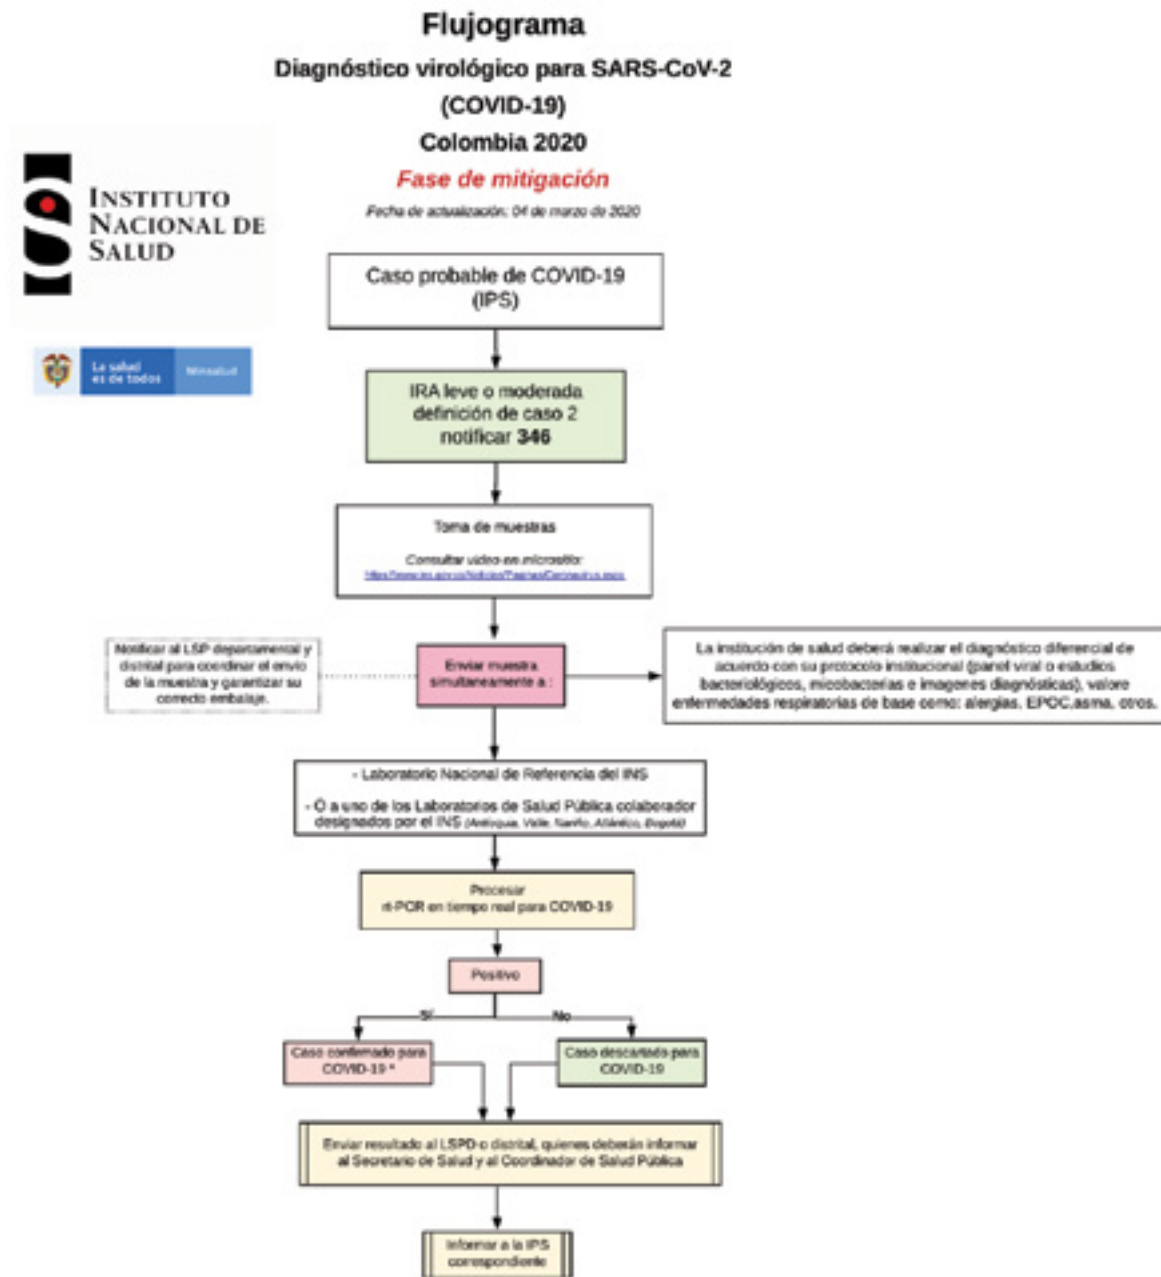 Flujograma
Diagnóstico virológico para SARS-CoV-2
(COVID-19)
Colombia 2020
Fase de mitigación
Fecha de actualización: 04 de marzo de 2020
INSTITUTO
NACIONAL DE
SALUD
La salud
es de todos
Minsalud
Caso probable de COVID-19
(IPS)
IRA leve o moderada
definición de caso 2
notificar 346
Toma de muestras
Consultar video en micrositio:
Notificar al LSP departamental y
distrital para coordinar el envío
de la muestra y garantizar su
correcto embalaje.
Enviar muestra
simultaneamente a :
La institución de salud deberá realizar el diagnóstico diferencial de
acuerdo con su protocolo institucional (panel viral o estudios
bacteriológicos, micobacterias e imagenes diagnósticas), valore
enfermedades respiratorias de base como: alergias, EPOC,asma, otros.
- Laboratorio Nacional de Referencia del INS
- O a uno de los Laboratorios de Salud Pública colaborador
designados por el INS (Antioquia, Valle, Nariño, Atlántico, Bogotá)
Procesar
rt-PCR en tiempo real para COVID-19
Positivo
Sí
No
Caso confirmado para
COVID-19 *
Caso descartado para
COVID-19
Enviar resultado al LSPD o distrital, quienes deberán informar
al Secretario de Salud y al Coordinador de Salud Pública
Informar a la IPS
correspondiente